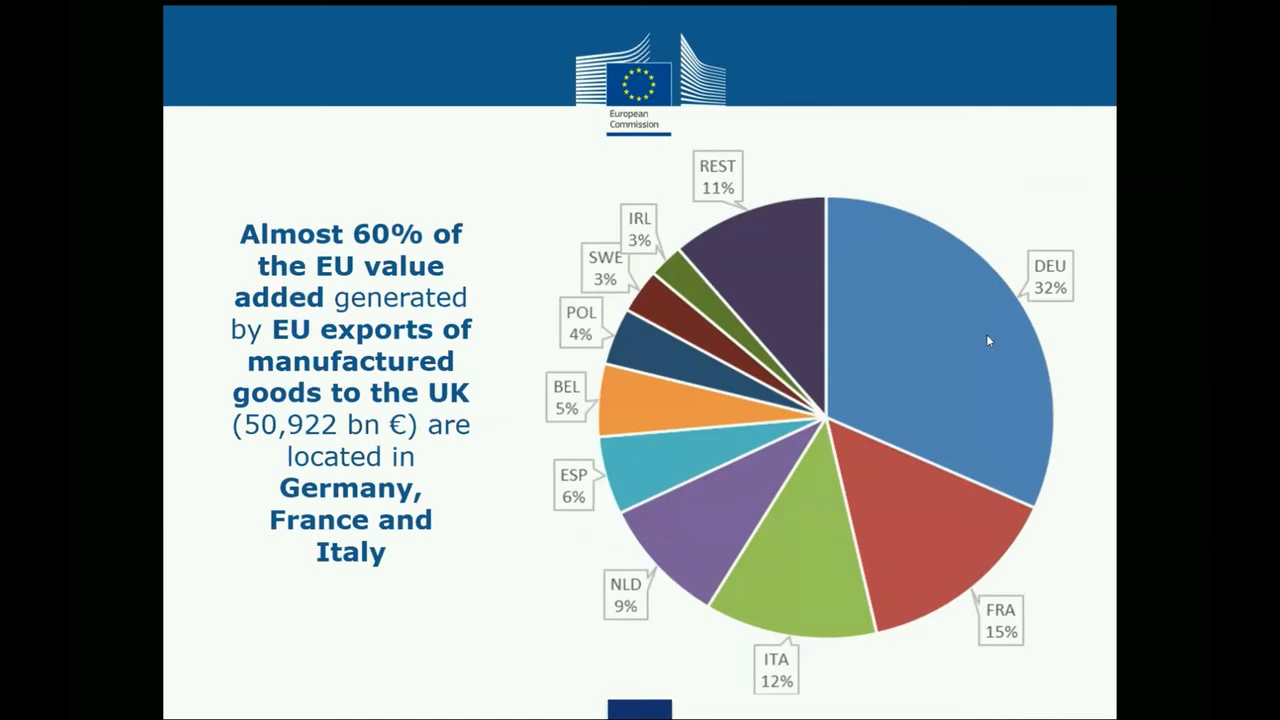 European
Commission
Almost 60% of
the EU value
added generated
by EU exports of
manufactured
goods to the UK
(50,922 bn €) are
located in
Germany,
France and
Italy
REST
11%
IRL
3%
SWE
3%
POL
4%
BEL
5%
ESP
6%
NLD
9%
ITA
12%
FRA
15%
DEU
32%